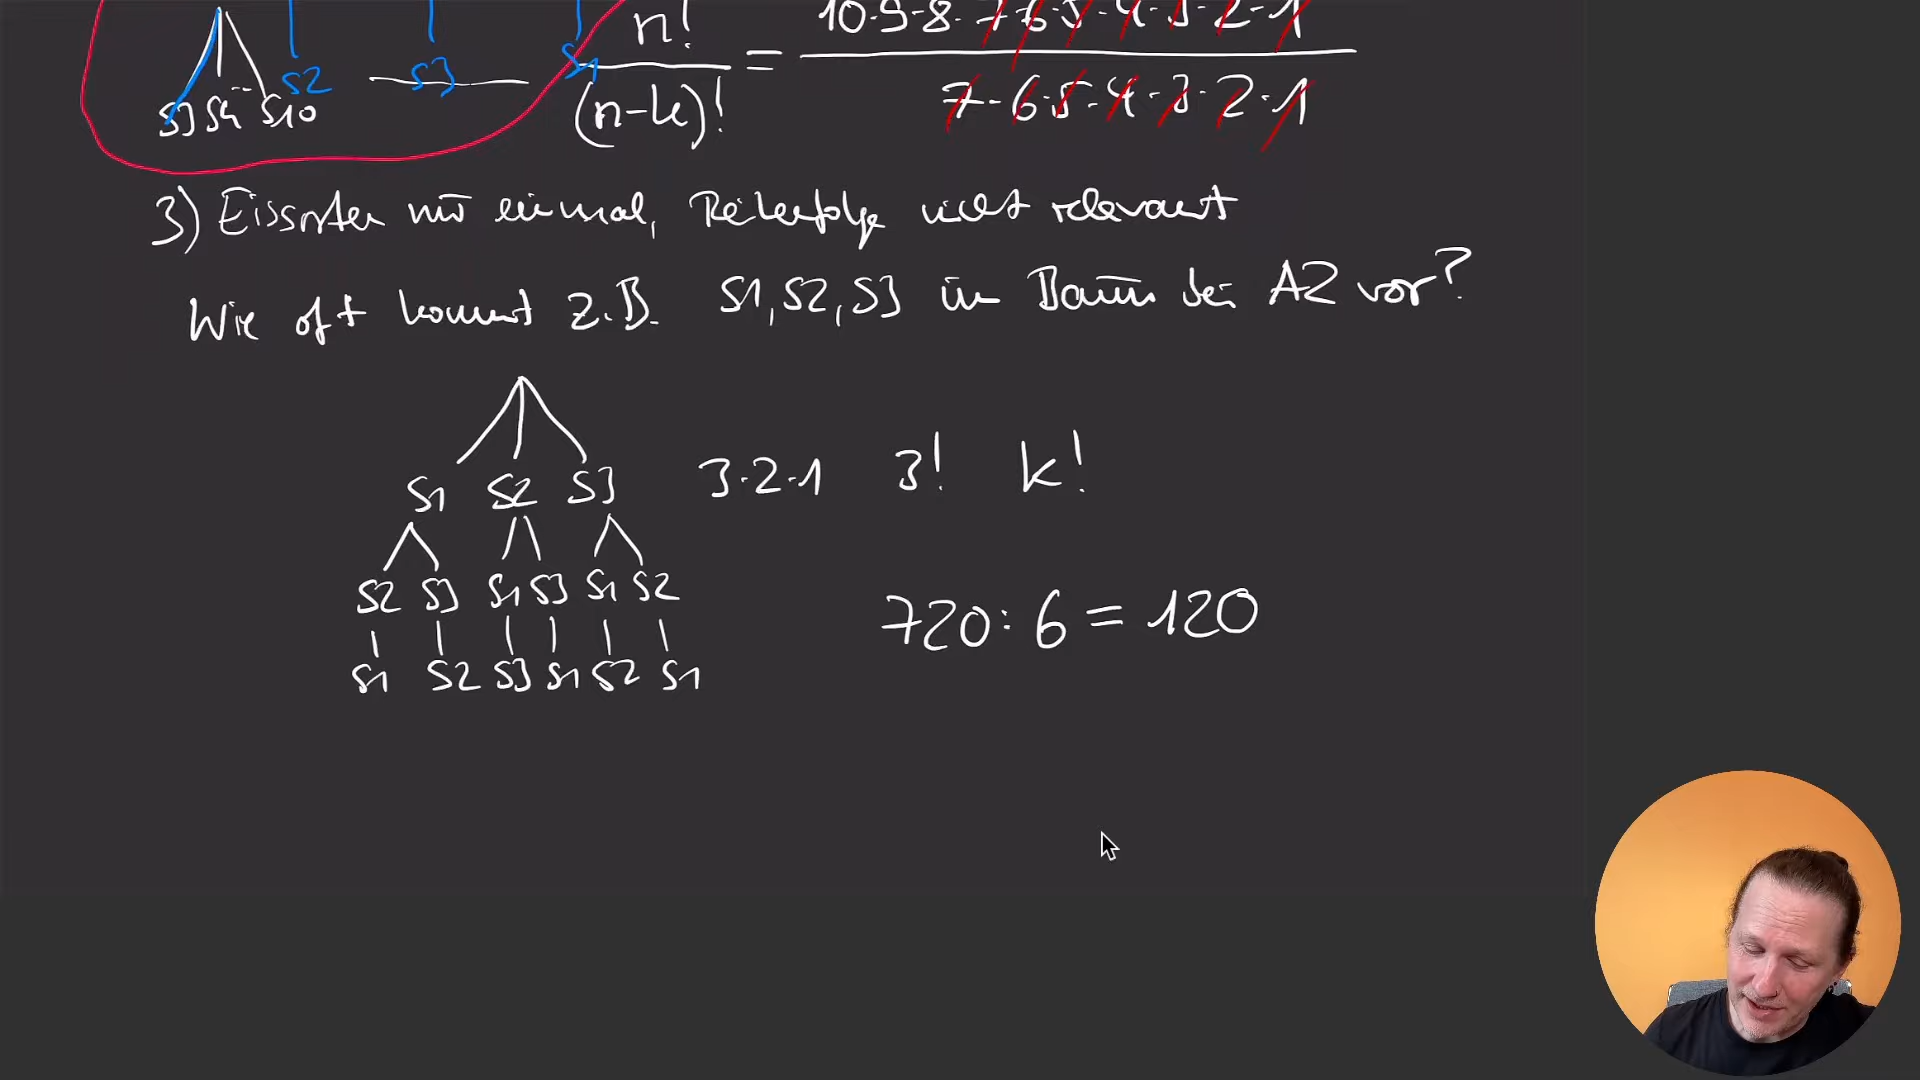 n! = 10·9·8·7·6·5·4·3·2·1
S2 S3 S1
(n-k)! 7·6·5·4·3·2·1
S3 S4 ·· S10
3) Eissorten nur einmal, Reihenfolge nicht relevant
Wie oft kommt z.B. S1, S2, S3 im Baum bei A2 vor?
S1 S2 S3 3·2·1 3! k!
S2 S3 S1 S3 S1 S2
720 : 6 = 120
S1 S2 S3 S1 S2 S1